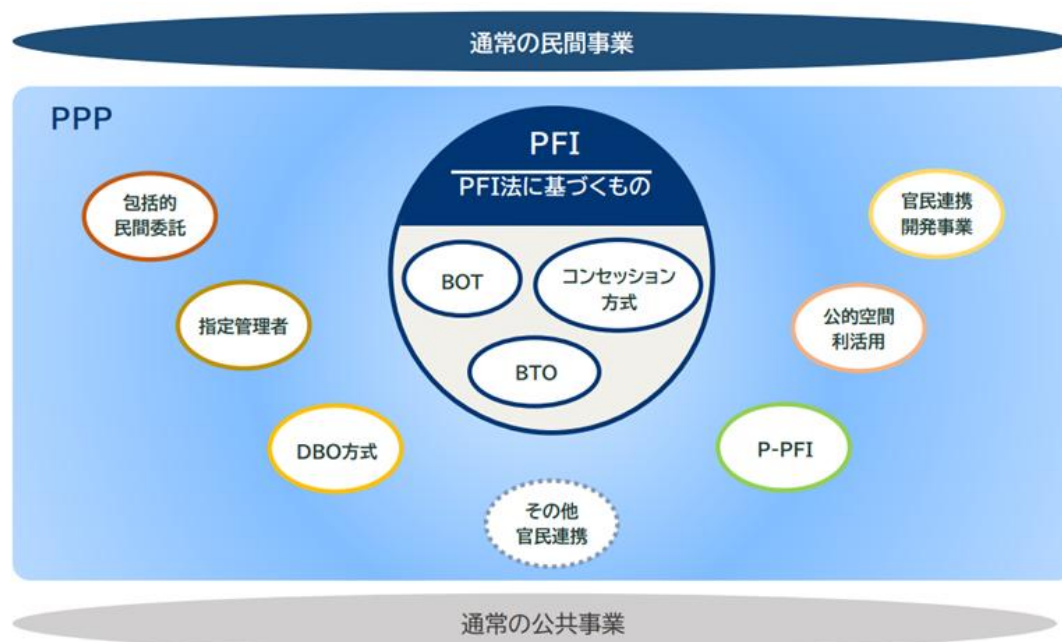 通常の民間事業
PPP
PFI
PFI法に基づくもの
包括的
民間委託
官民連携
開発事業
BOT
コンセッション
方式
指定管理者
公的空間
利活用
BTO
DBO方式
P-PFI
その他
官民連携
通常の公共事業